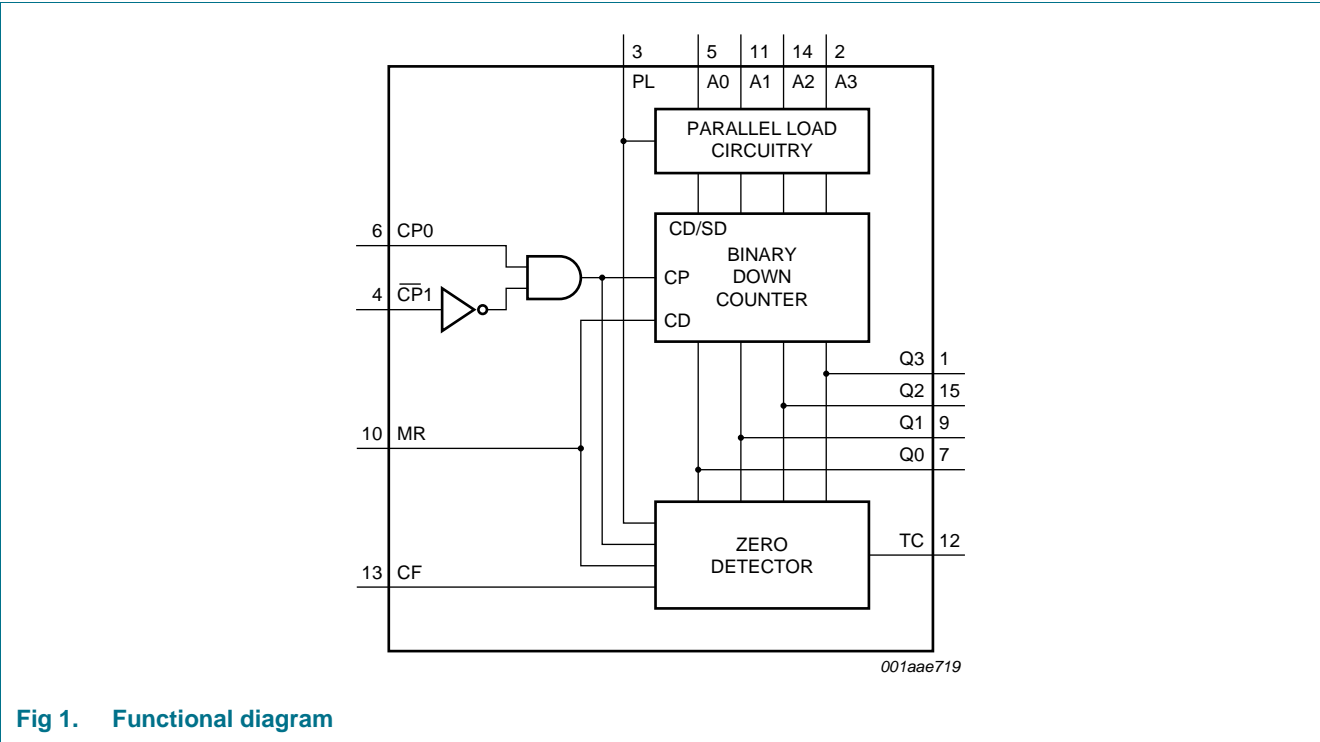 3 5 11 14 2
PL A0 A1 A2 A3
PARALLEL LOAD
CIRCUITRY
6 CP0
CD/SD
BINARY
DOWN
COUNTER
CP
4 C̅P̅1
CD
Q3 1
Q2 15
Q1 9
10 MR
Q0 7
ZERO
DETECTOR
TC 12
13 CF
001aae719
Fig 1. Functional diagram